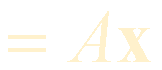 = Ax